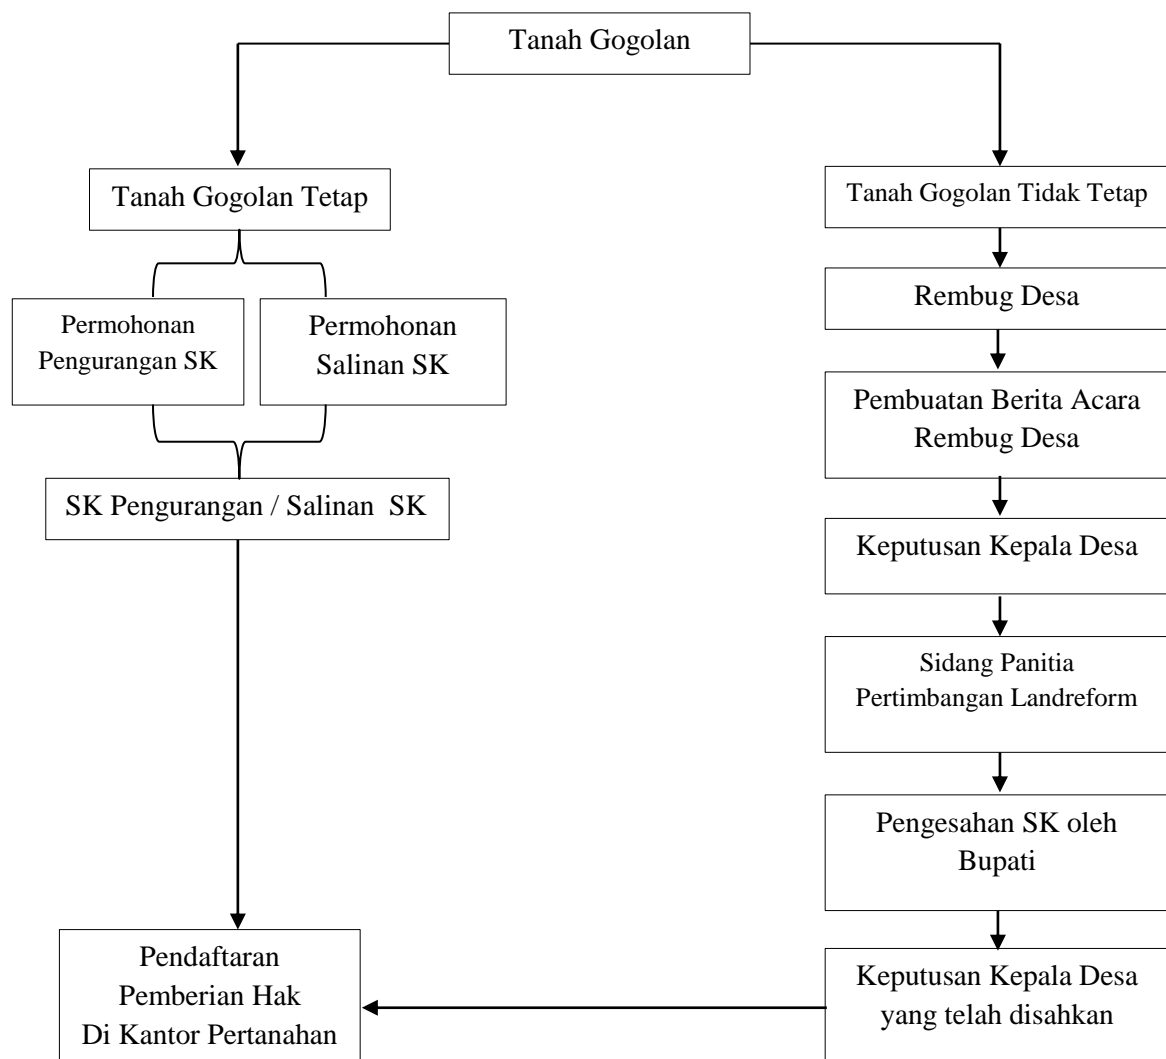 Tanah Gogolan
Tanah Gogolan Tetap
Permohonan
Pengurangan SK
Permohonan
Salinan SK
SK Pengurangan / Salinan SK
Tanah Gogolan Tidak Tetap
Rembug Desa
Pembuatan Berita Acara
Rembug Desa
Keputusan Kepala Desa
Sidang Panitia
Pertimbangan Landreform
Pengesahan SK oleh
Bupati
Keputusan Kepala Desa
yang telah disahkan
Pendaftaran
Pemberian Hak
Di Kantor Pertanahan